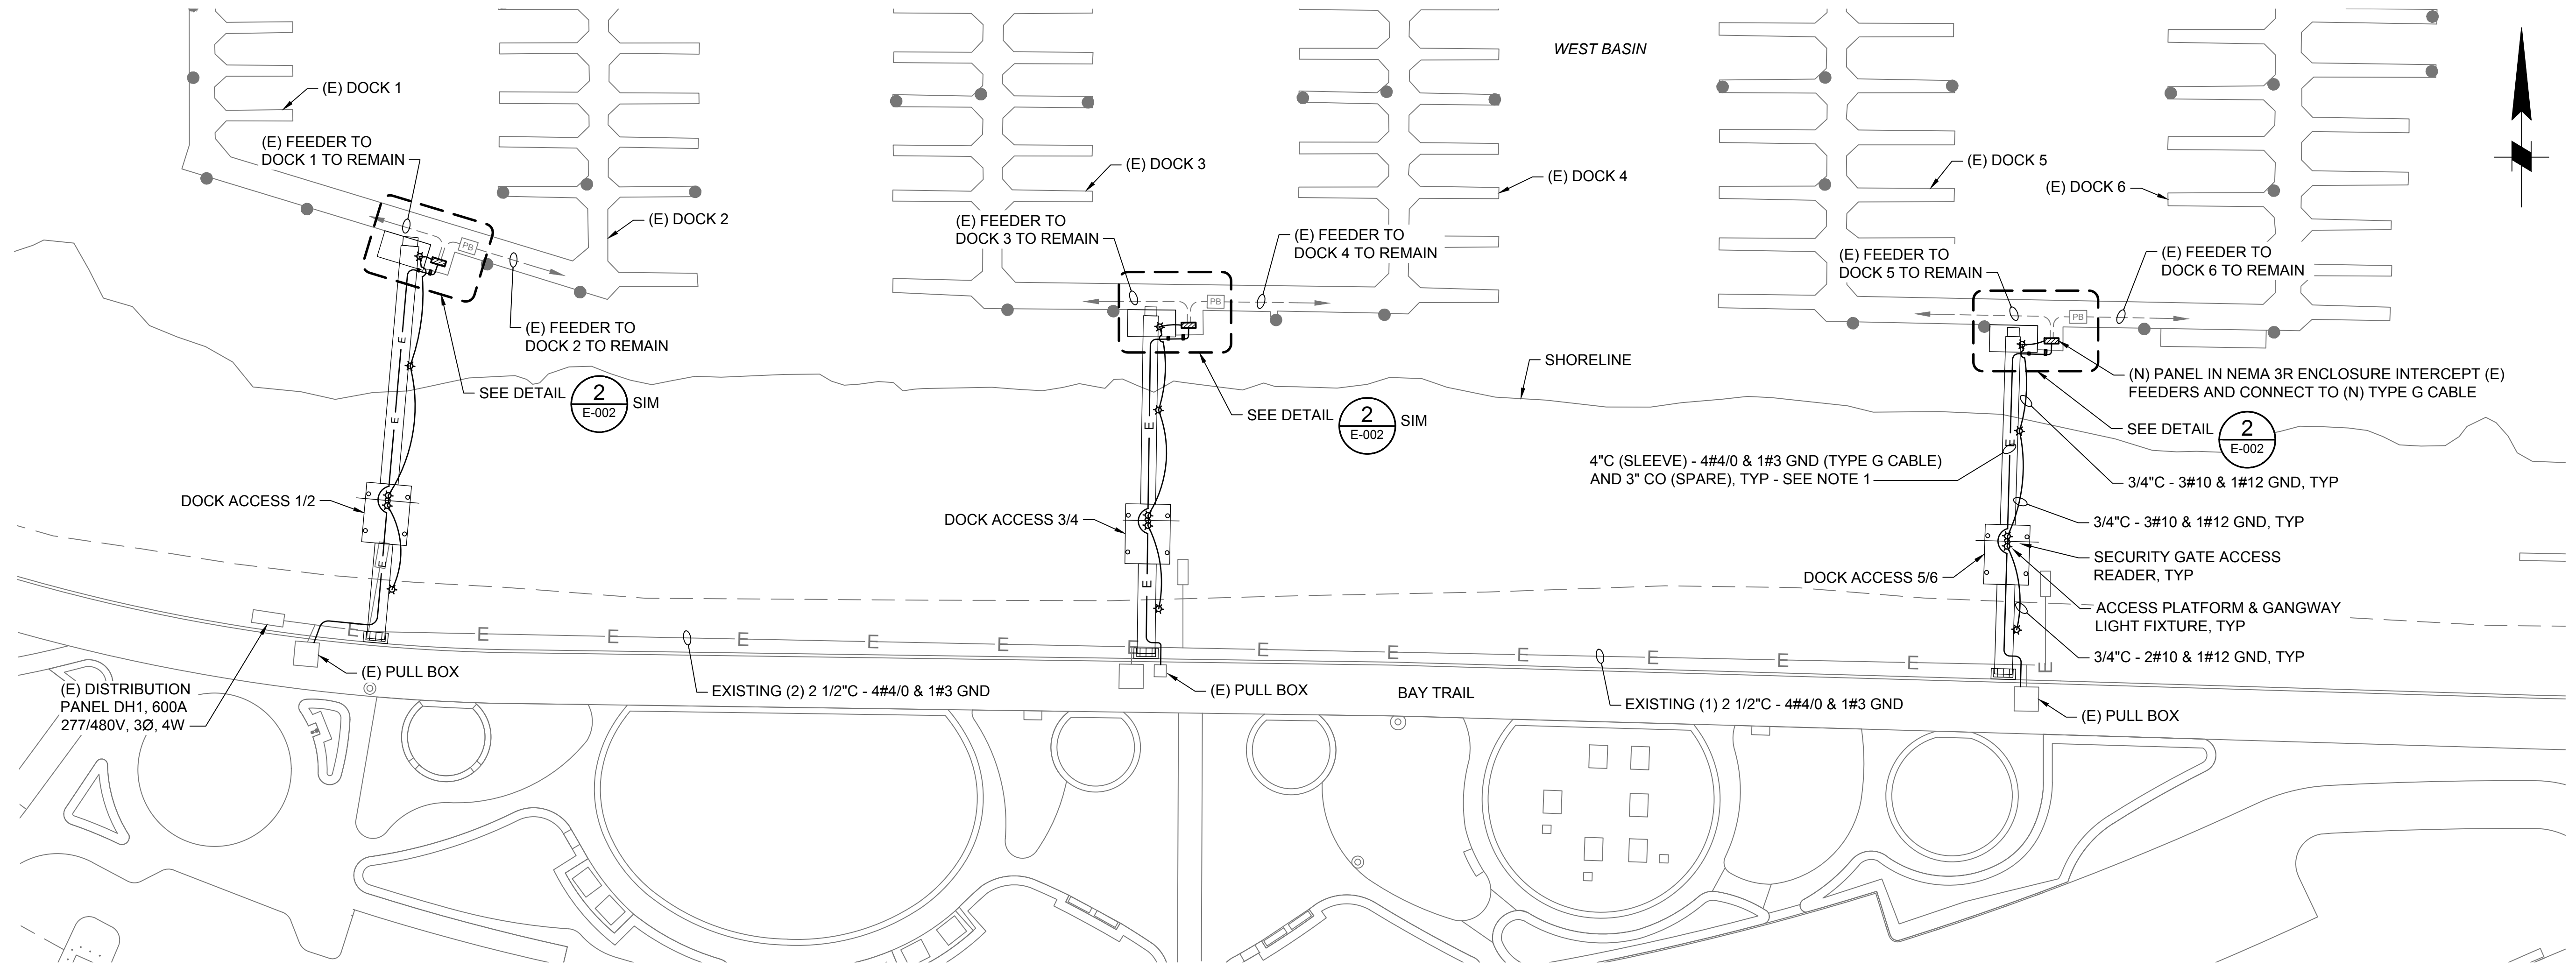 WEST BASIN
(E) DOCK 1
(E) FEEDER TO
DOCK 1 TO REMAIN
(E) DOCK 2
PB
(E) FEEDER TO
DOCK 2 TO REMAIN
SEE DETAIL
2
E-002
SIM
E
E
E
DOCK ACCESS 1/2
(E) DOCK 3
(E) FEEDER TO
DOCK 3 TO REMAIN
(E) DOCK 4
(E) FEEDER TO
DOCK 4 TO REMAIN
PB
SEE DETAIL
2
E-002
SIM
SHORELINE
E
E
DOCK ACCESS 3/4
(E) DOCK 5
(E) DOCK 6
(E) FEEDER TO
DOCK 5 TO REMAIN
(E) FEEDER TO
DOCK 6 TO REMAIN
PB
(N) PANEL IN NEMA 3R ENCLOSURE INTERCEPT (E)
FEEDERS AND CONNECT TO (N) TYPE G CABLE
SEE DETAIL
2
E-002
E
4"C (SLEEVE) - 4#4/0 & 1#3 GND (TYPE G CABLE)
AND 3" CO (SPARE), TYP - SEE NOTE 1
3/4"C - 3#10 & 1#12 GND, TYP
3/4"C - 3#10 & 1#12 GND, TYP
SECURITY GATE ACCESS
READER, TYP
DOCK ACCESS 5/6
ACCESS PLATFORM & GANGWAY
LIGHT FIXTURE, TYP
3/4"C - 2#10 & 1#12 GND, TYP
E E E E E E E E E E E E E E
(E) PULL BOX
(E) DISTRIBUTION
PANEL DH1, 600A
277/480V, 3Ø, 4W
EXISTING (2) 2 1/2"C - 4#4/0 & 1#3 GND
(E) PULL BOX
BAY TRAIL
EXISTING (1) 2 1/2"C - 4#4/0 & 1#3 GND
(E) PULL BOX